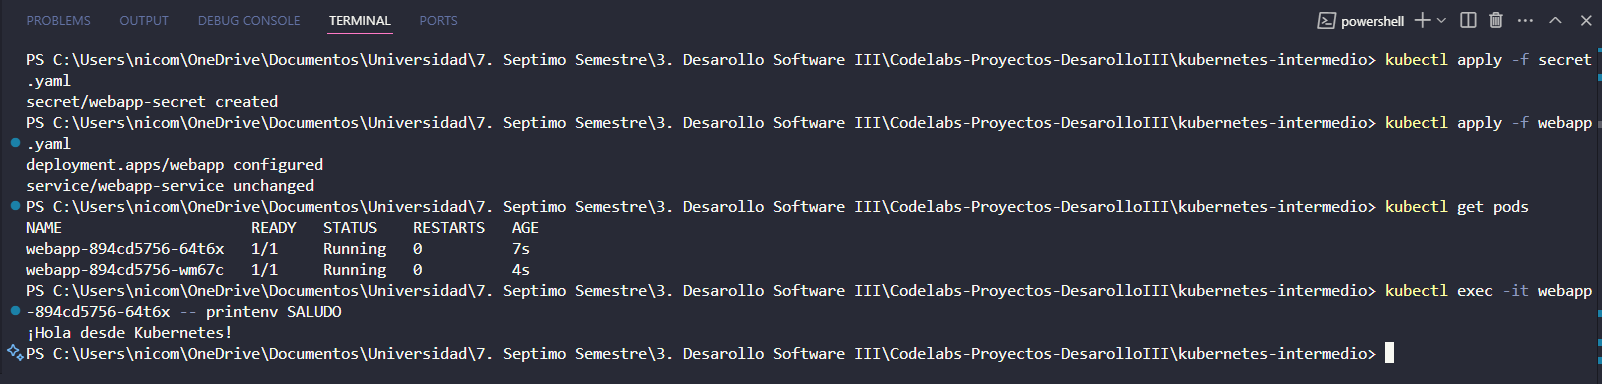 PROBLEMS OUTPUT DEBUG CONSOLE TERMINAL PORTS powershell
PS C:\Users\nicom\OneDrive\Documentos\Universidad\7. Septimo Semestre\3. Desarollo Software III\Codelabs-Proyectos-DesarolloIII\kubernetes-intermedio> kubectl apply -f secret
.yaml
secret/webapp-secret created
PS C:\Users\nicom\OneDrive\Documentos\Universidad\7. Septimo Semestre\3. Desarollo Software III\Codelabs-Proyectos-DesarolloIII\kubernetes-intermedio> kubectl apply -f webapp
.yaml
deployment.apps/webapp configured
service/webapp-service unchanged
PS C:\Users\nicom\OneDrive\Documentos\Universidad\7. Septimo Semestre\3. Desarollo Software III\Codelabs-Proyectos-DesarolloIII\kubernetes-intermedio> kubectl get pods
NAME READY STATUS RESTARTS AGE
webapp-894cd5756-64t6x 1/1 Running 0 7s
webapp-894cd5756-wm67c 1/1 Running 0 4s
PS C:\Users\nicom\OneDrive\Documentos\Universidad\7. Septimo Semestre\3. Desarollo Software III\Codelabs-Proyectos-DesarolloIII\kubernetes-intermedio> kubectl exec -it webapp
-894cd5756-64t6x -- printenv SALUDO
¡Hola desde Kubernetes!
PS C:\Users\nicom\OneDrive\Documentos\Universidad\7. Septimo Semestre\3. Desarollo Software III\Codelabs-Proyectos-DesarolloIII\kubernetes-intermedio>